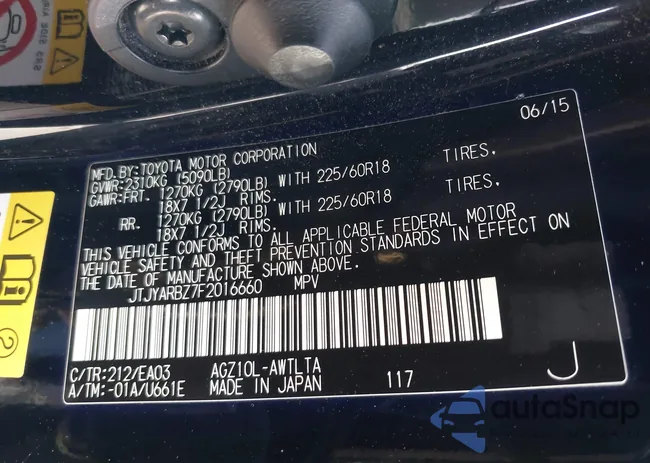 06/15
MFD.BY:TOYOTA MOTOR CORPORATION
GVWR:2310KG (5090LB)
GAWR:FRT. 1270KG (2790LB) WITH 225/60R18 TIRES.
18X7 1/2J RIMS.
RR. 1270KG (2790LB) WITH 225/60R18 TIRES.
18X7 1/2J RIMS.
THIS VEHICLE CONFORMS TO ALL APPLICABLE FEDERAL MOTOR
VEHICLE SAFETY AND THEFT PREVENTION STANDARDS IN EFFECT ON
THE DATE OF MANUFACTURE SHOWN ABOVE.
JTJYARBZ7F2016660 MPV
C/TR:212/EA03 AGZ10L-AWTLTA
A/TM:-01A/U661E MADE IN JAPAN 117 J
autoSnap